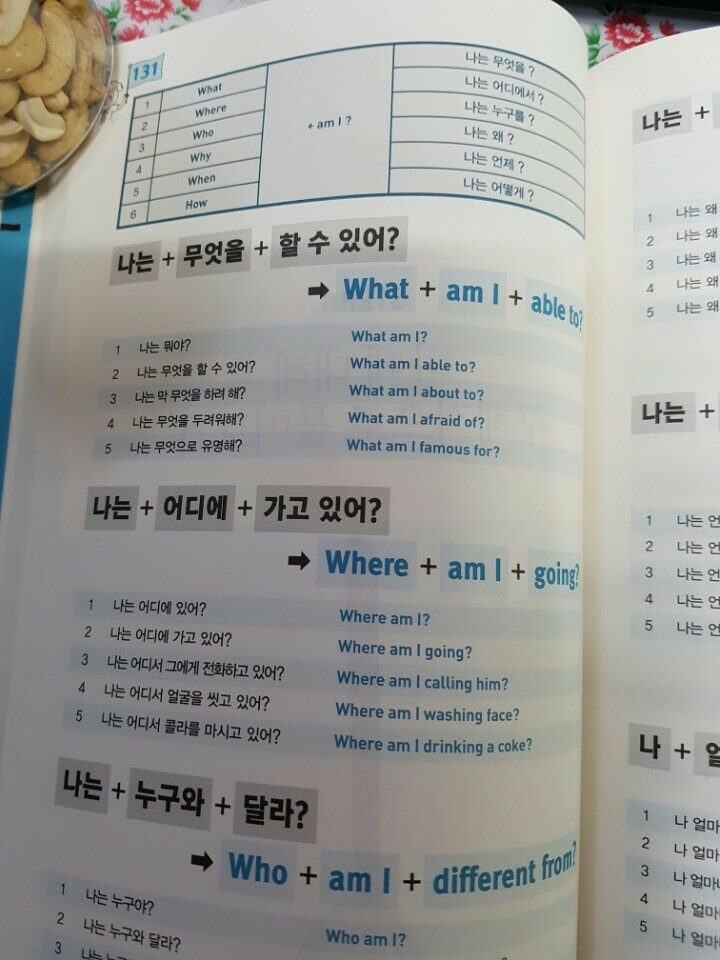 131
1 What + am I ? 나는 무엇을 ?
2 Where 나는 어디에서 ?
3 Who 나는 누구를 ?
4 Why 나는 왜 ?
5 When 나는 언제 ?
6 How 나는 어떻게 ?
나는 + 무엇을 + 할 수 있어?
➡ What + am I + able to?
1 나는 뭐야? What am I?
2 나는 무엇을 할 수 있어? What am I able to?
3 나는 막 무엇을 하려 해? What am I about to?
4 나는 무엇을 두려워해? What am I afraid of?
5 나는 무엇으로 유명해? What am I famous for?
나는 + 어디에 + 가고 있어?
➡ Where + am I + going?
1 나는 어디에 있어? Where am I?
2 나는 어디에 가고 있어? Where am I going?
3 나는 어디서 그에게 전화하고 있어? Where am I calling him?
4 나는 어디서 얼굴을 씻고 있어? Where am I washing face?
5 나는 어디서 콜라를 마시고 있어? Where am I drinking a coke?
나는 + 누구와 + 달라?
➡ Who + am I + different from?
1 나는 누구야? Who am I?
2 나는 누구와 달라?
3 나는
나는 +
1 나는 왜
2 나는 왜
3 나는 왜
4 나는 왜
5 나는 왜
나는 +
1 나는 언
2 나는 언
3 나는 언
4 나는 언
5 나는 언
나 +
1 나 얼마
2 나 얼마
3 나 얼마
4 나 얼마
5 나 얼마